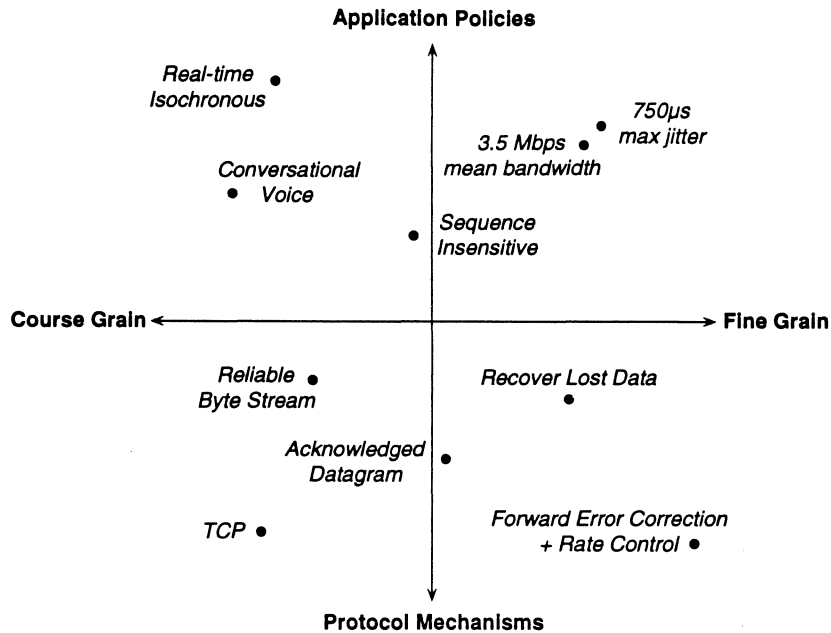 Application Policies
Real-time
Isochronous
750µs
max jitter
3.5 Mbps
mean bandwidth
Conversational
Voice
Sequence
Insensitive
Course Grain
Fine Grain
Reliable
Byte Stream
Recover Lost Data
Acknowledged
Datagram
TCP
Forward Error Correction
+ Rate Control
Protocol Mechanisms